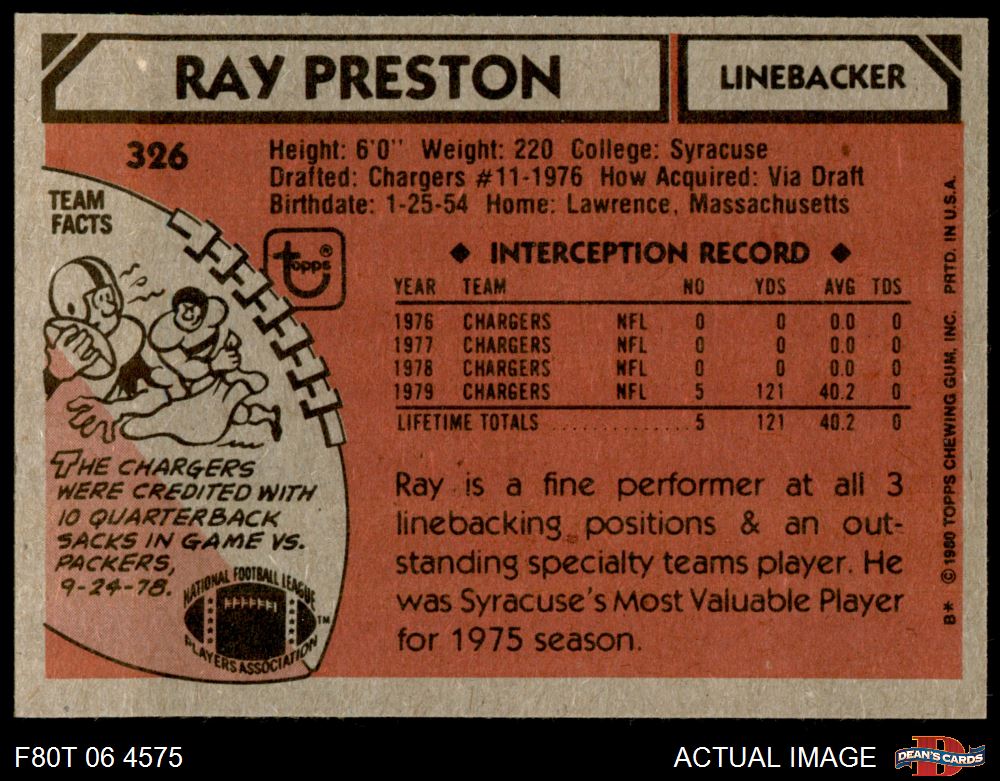 RAY PRESTON
LINEBACKER
326
Height: 6'0" Weight: 220 College: Syracuse
Drafted: Chargers #11-1976 How Acquired: Via Draft
Birthdate: 1-25-54 Home: Lawrence, Massachusetts
TEAM
FACTS
topps®
◆ INTERCEPTION RECORD ◆
YEAR TEAM NO YDS AVG TDS
1976 CHARGERS NFL 0 0 0.0 0
1977 CHARGERS NFL 0 0 0.0 0
1978 CHARGERS NFL 0 0 0.0 0
1979 CHARGERS NFL 5 121 40.2 0
LIFETIME TOTALS .............. 5 121 40.2 0
THE CHARGERS
WERE CREDITED WITH
10 QUARTERBACK
SACKS IN GAME VS.
PACKERS,
9-24-78.
NATIONAL FOOTBALL LEAGUE
PLAYERS ASSOCIATION
TM
Ray is a fine performer at all 3
linebacking positions & an out-
standing specialty teams player. He
was Syracuse's Most Valuable Player
for 1975 season.
B* © 1980 TOPPS CHEWING GUM, INC. PRTD. IN U.S.A.
F80T 06 4575
ACTUAL IMAGE
D
DEAN'S CARDS